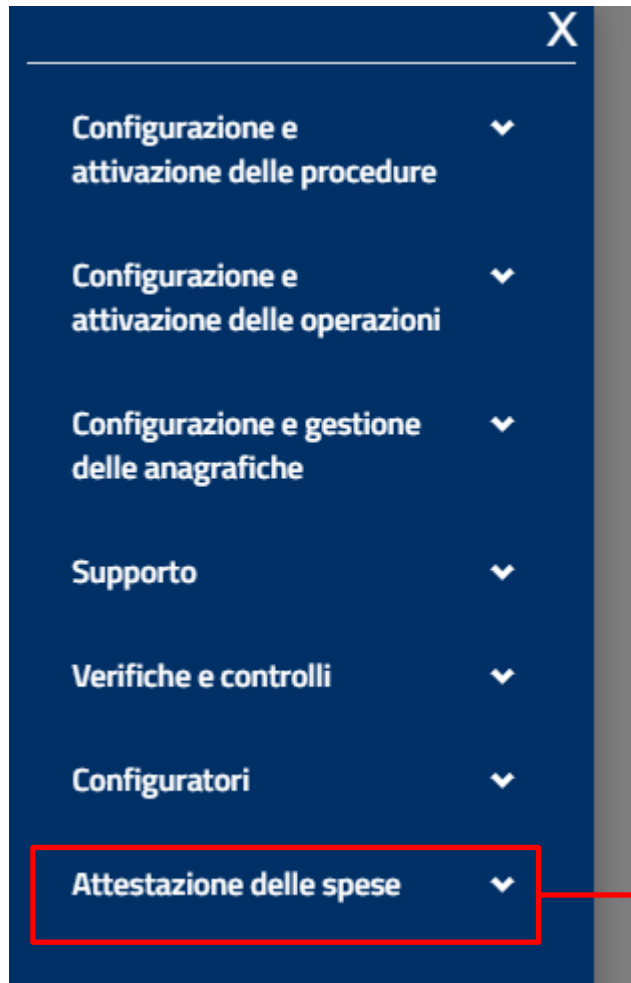 X
Configurazione e
attivazione delle procedure
Configurazione e
attivazione delle operazioni
Configurazione e gestione
delle anagrafiche
Supporto
Verifiche e controlli
Configuratori
Attestazione delle spese